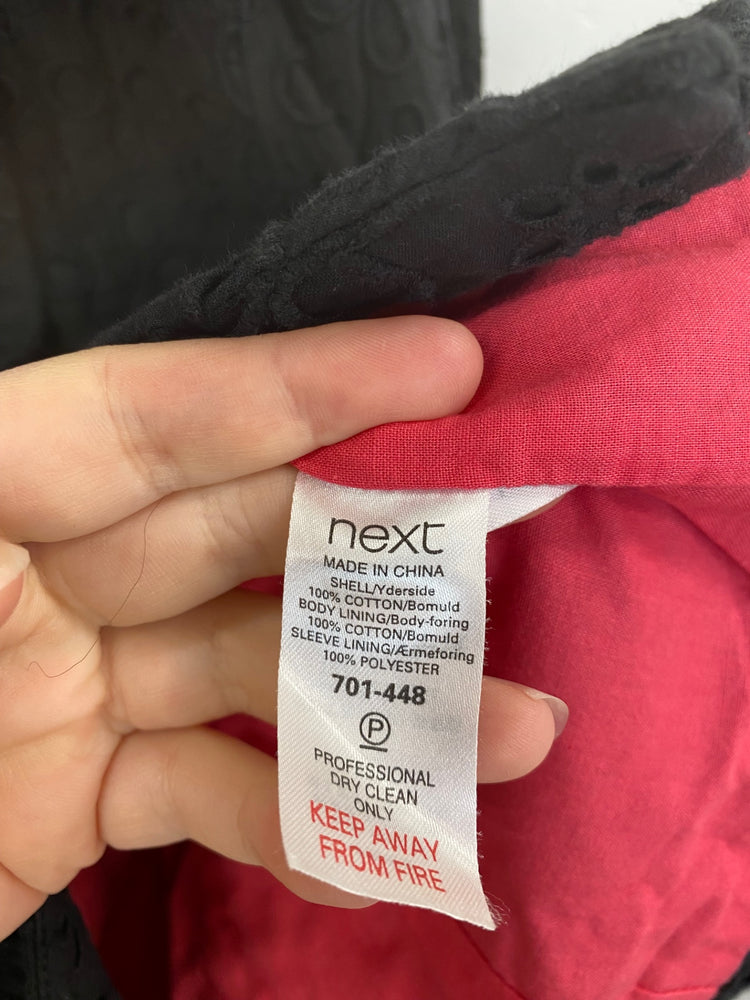 next
MADE IN CHINA
SHELL/Yderside
100% COTTON/Bomuld
BODY LINING/Body-foring
100% COTTON/Bomuld
SLEEVE LINING/Ærmeforing
100% POLYESTER
701-448
P
PROFESSIONAL
DRY CLEAN
ONLY
KEEP AWAY
FROM FIRE